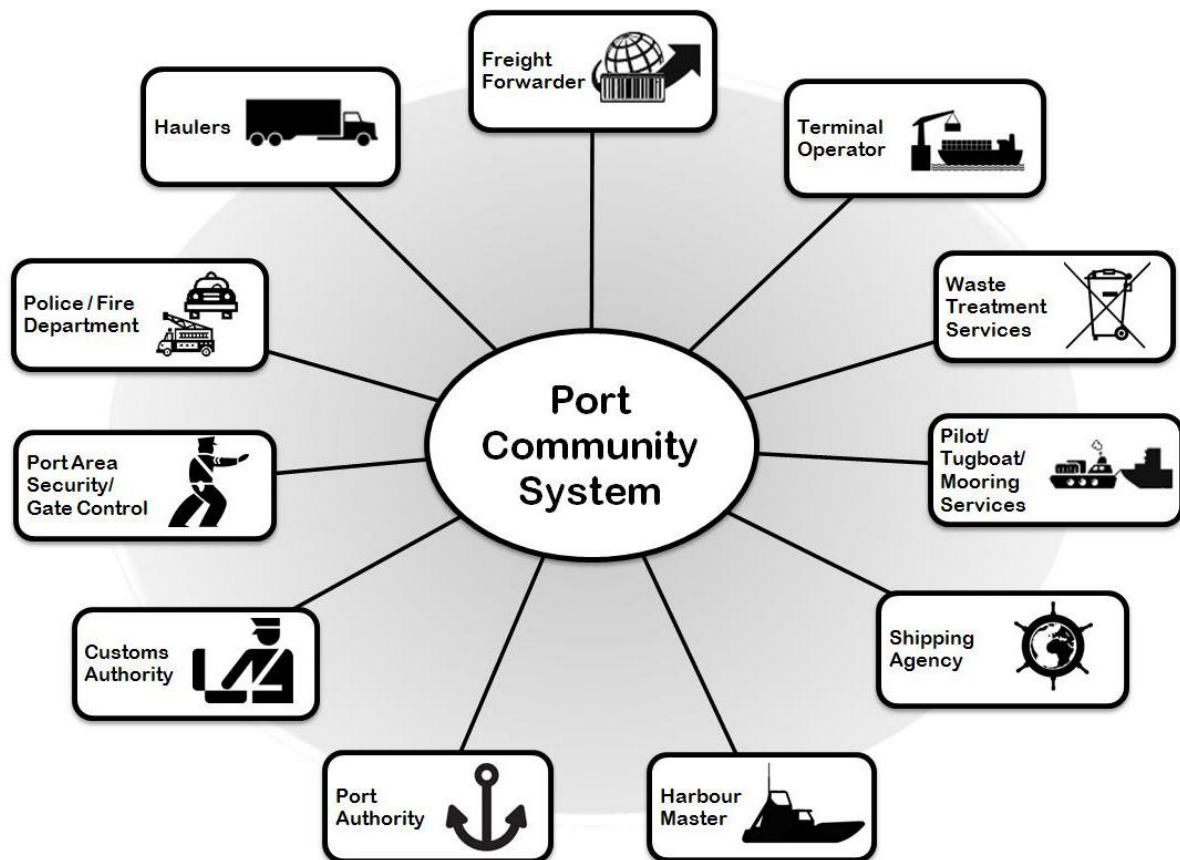 Freight
Forwarder
Haulers
Terminal
Operator
Police / Fire
Department
Waste
Treatment
Services
Port
Community
System
Port Area
Security/
Gate Control
Pilot/
Tugboat/
Mooring
Services
Customs
Authority
Shipping
Agency
Port
Authority
Harbour
Master